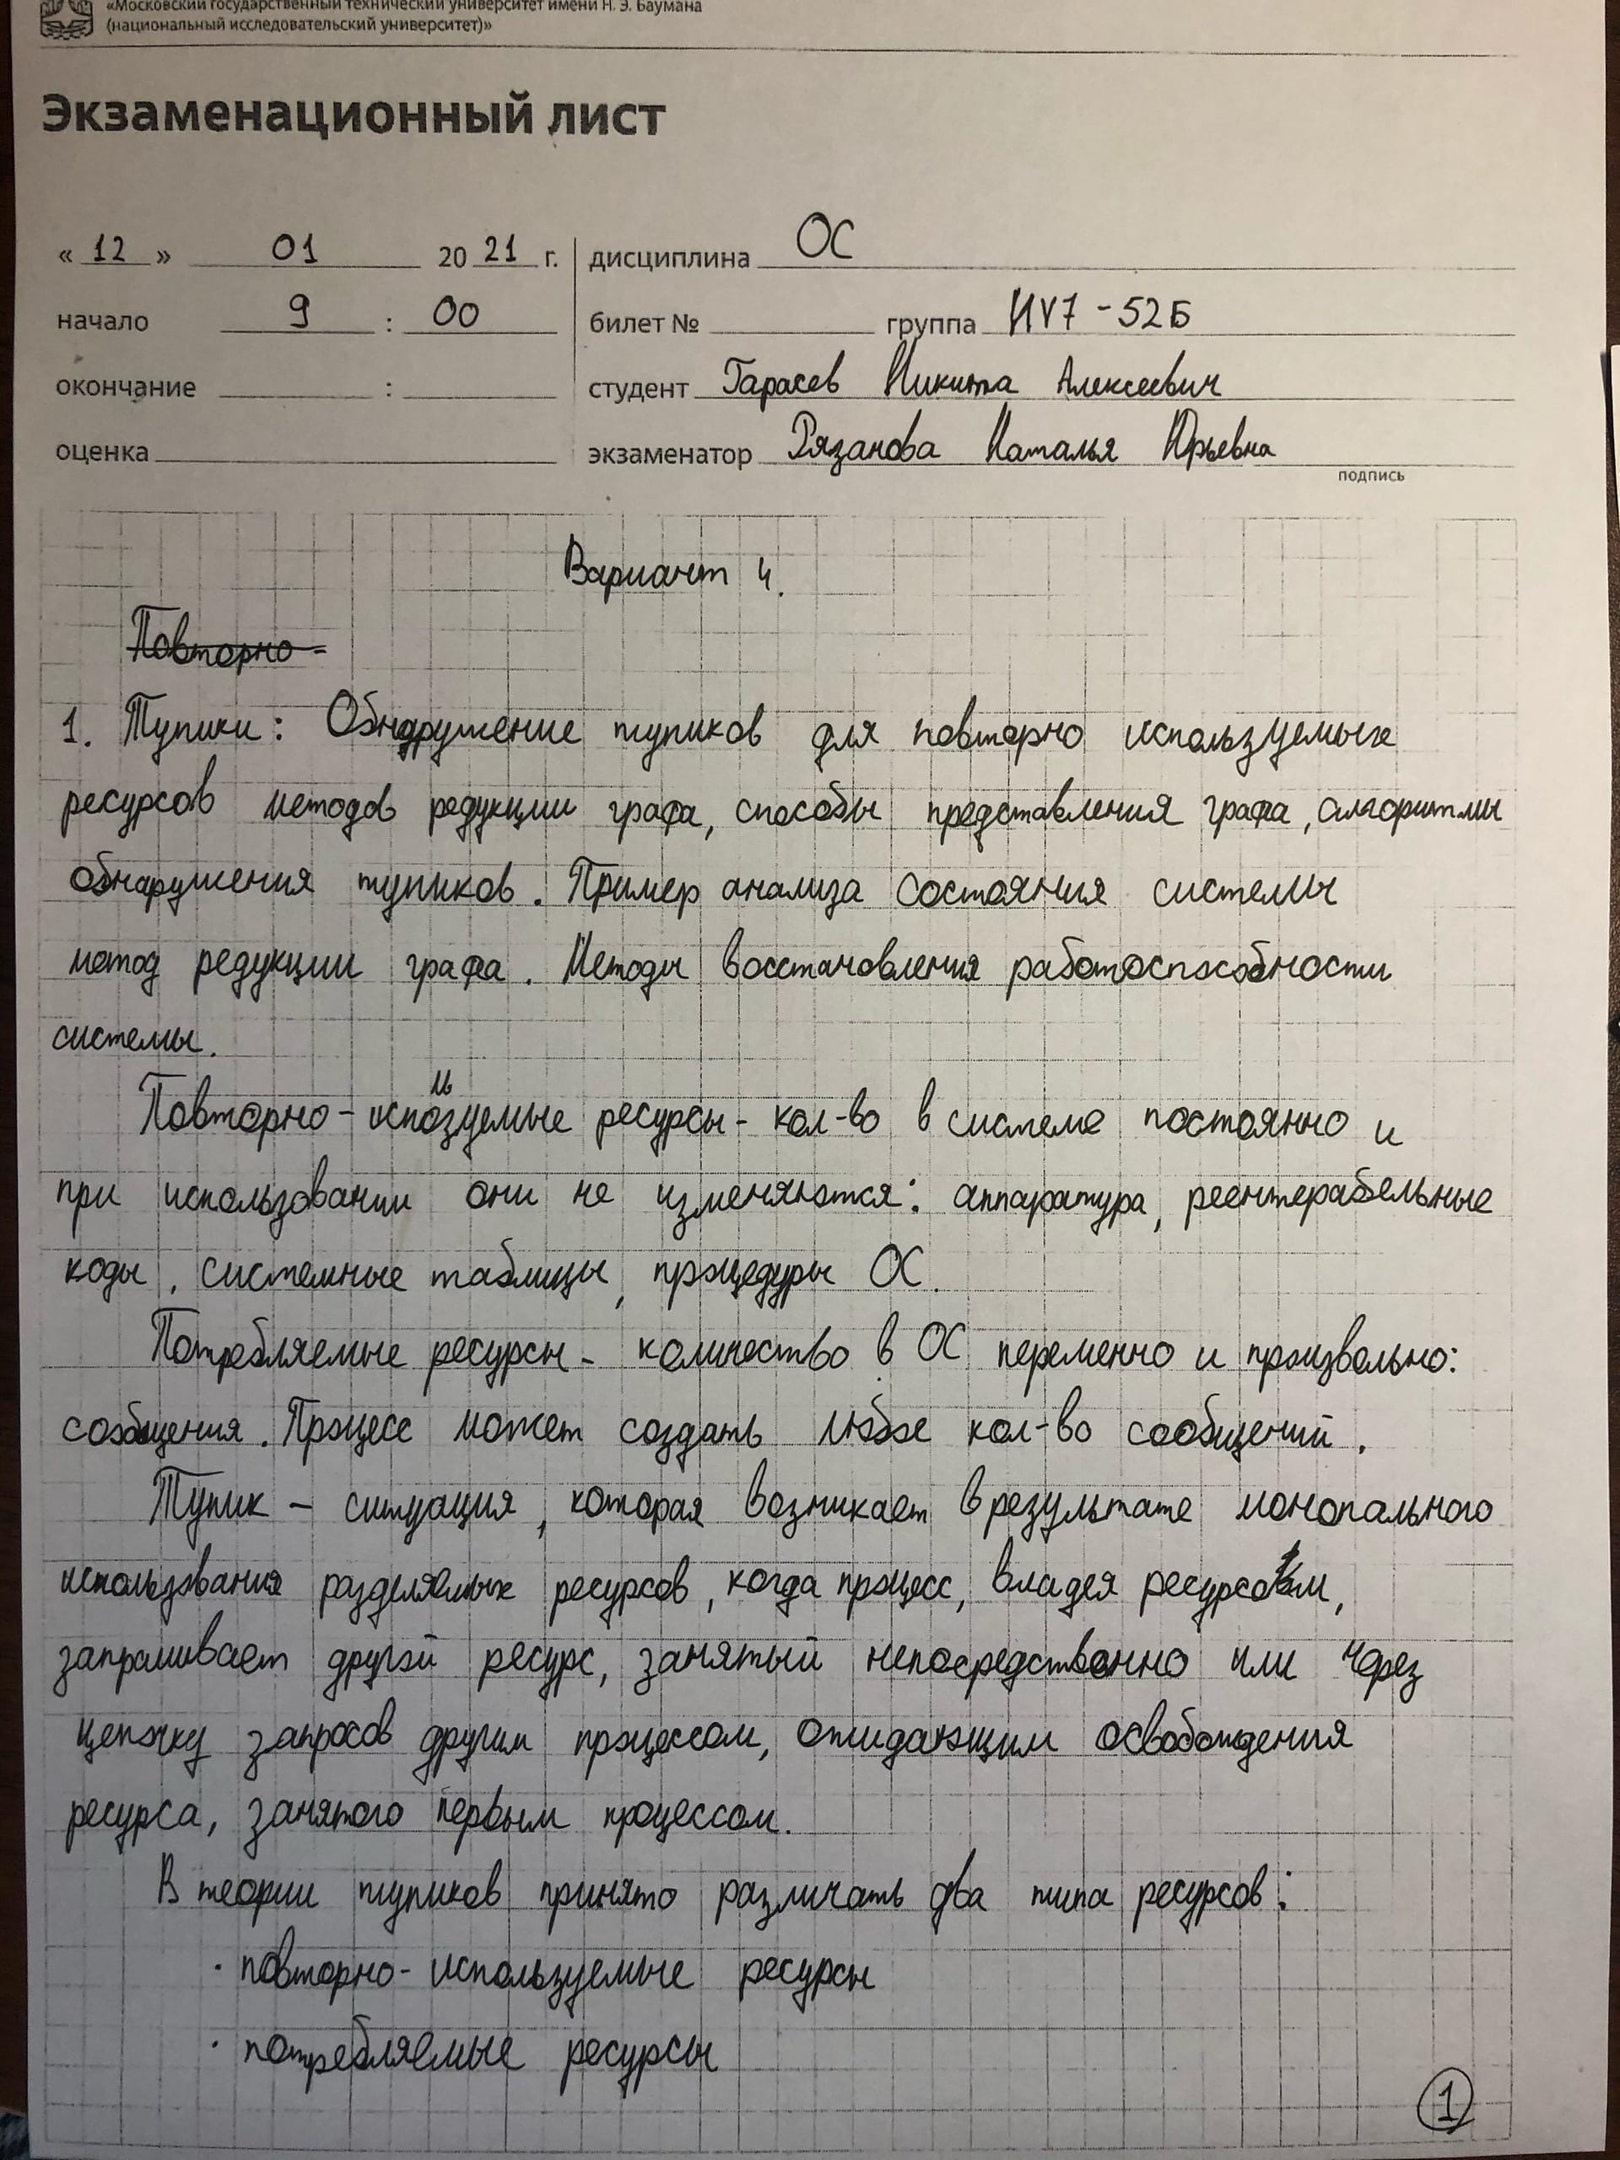 «Московский государственный технический университет имени Н. Э. Баумана
(национальный исследовательский университет)»
Экзаменационный лист
« 12 » 01 20 21 г.
дисциплина ОС
начало 9 : 00
билет № группа ИУ7-52Б
окончание :
студент Тарасев Никита Алексеевич
оценка
экзаменатор Рязанова Наталья Юрьевна
подпись
Вариант 4.
Повторно-
1. Тупики: Обнаружение тупиков для повторно используемых
ресурсов методов редукции графа, способы представления графа, алгоритмы
обнаружения тупиков. Пример анализа состояния системы
метод редукции графа. Методы восстановления работоспособности
системы.
Повторно-используемые ресурсы - кол-во в системе постоянно и
при использовании они не изменяются: аппаратура, реентерабельные
коды, системные таблицы, процедуры ОС.
Потребляемые ресурсы - количество в ОС переменно и произвольно:
сообщения. Процесс может создать любое кол-во сообщений.
Тупик - ситуация, которая возникает в результате монопального
использования разделяемых ресурсов, когда процесс, владея ресурсом,
запрашивает другой ресурс, занятый непосредственно или через
цепочку запросов другим процессом, ожидающим освобождения
ресурса, занятого первым процессом.
В теории тупиков принято различать два типа ресурсов:
· повторно-используемые ресурсы
· потребляемые ресурсы
1